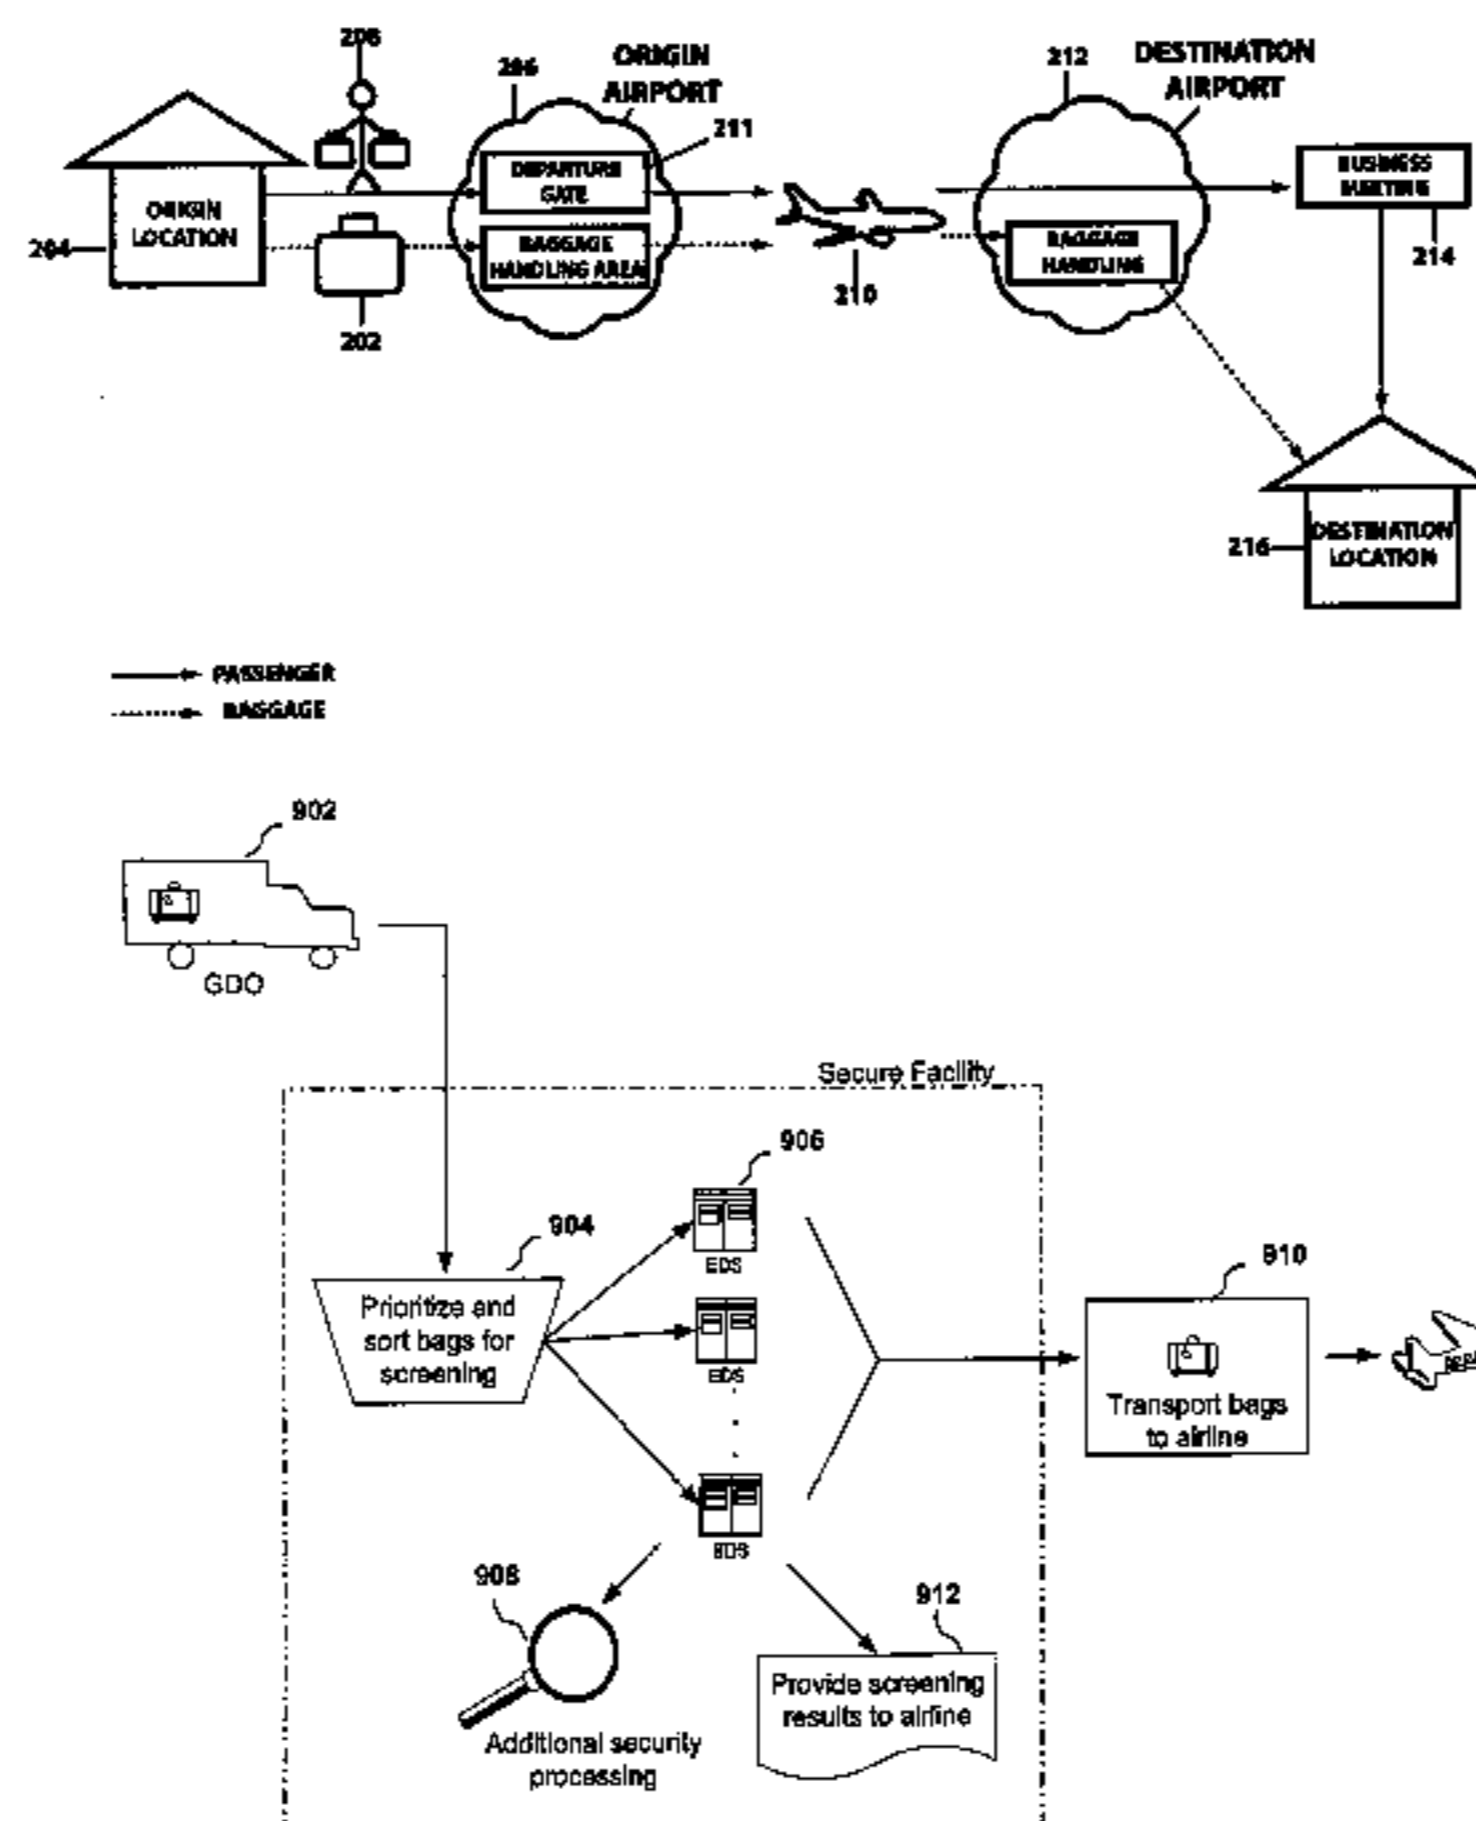 208
206
ORIGIN
AIRPORT
211
212
DESTINATION
AIRPORT
DEPARTURE
GATE
BUSINESS
MEETING
ORIGIN
LOCATION
204
BAGGAGE
HANDLING AREA
BAGGAGE
HANDLING
214
210
202
DESTINATION
LOCATION
216
PASSENGER
BAGGAGE
902
GDO
Secure Facility
906
904
EDS
910
Prioritize and
sort bags for
screening
EDS
Transport bags
to airline
EDS
908
912
Provide screening
results to airline
Additional security
processing